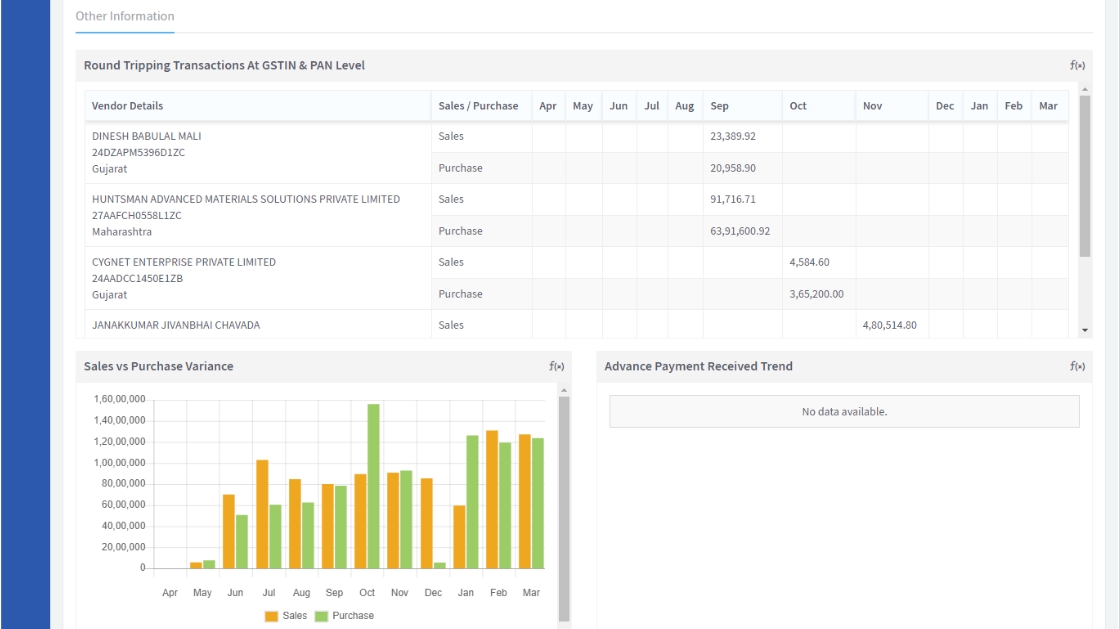 Other Information
Round Tripping Transactions At GSTIN & PAN Level f(x)
Vendor Details Sales / Purchase Apr May Jun Jul Aug Sep Oct Nov Dec Jan Feb Mar
DINESH BABULAL MALI Sales 23,389.92
24DZAPM5396D1ZC
Gujarat Purchase 20,958.90
HUNTSMAN ADVANCED MATERIALS SOLUTIONS PRIVATE LIMITED Sales 91,716.71
27AAFCH0558L1ZC
Maharashtra Purchase 63,91,600.92
CYGNET ENTERPRISE PRIVATE LIMITED Sales 4,584.60
24AADCC1450E1ZB
Gujarat Purchase 3,65,200.00
JANAKKUMAR JIVANBHAI CHAVADA Sales 4,80,514.80
Sales vs Purchase Variance f(x)
1,60,00,000
1,40,00,000
1,20,00,000
1,00,00,000
80,00,000
60,00,000
40,00,000
20,00,000
0
Apr May Jun Jul Aug Sep Oct Nov Dec Jan Feb Mar
Sales Purchase
Advance Payment Received Trend f(x)
No data available.